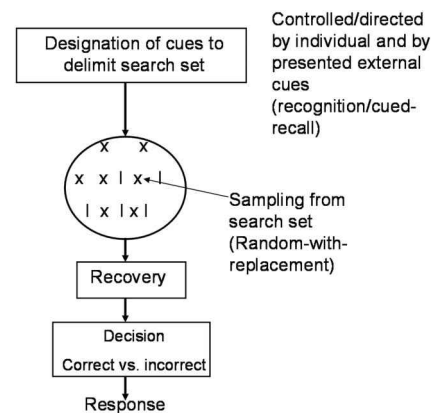 Designation of cues to
delimit search set
Controlled/directed
by individual and by
presented external
cues
(recognition/cued-
recall)
x x
x x I x I
I x I x I
Sampling from
search set
(Random-with-
replacement)
Recovery
Decision
Correct vs. incorrect
Response